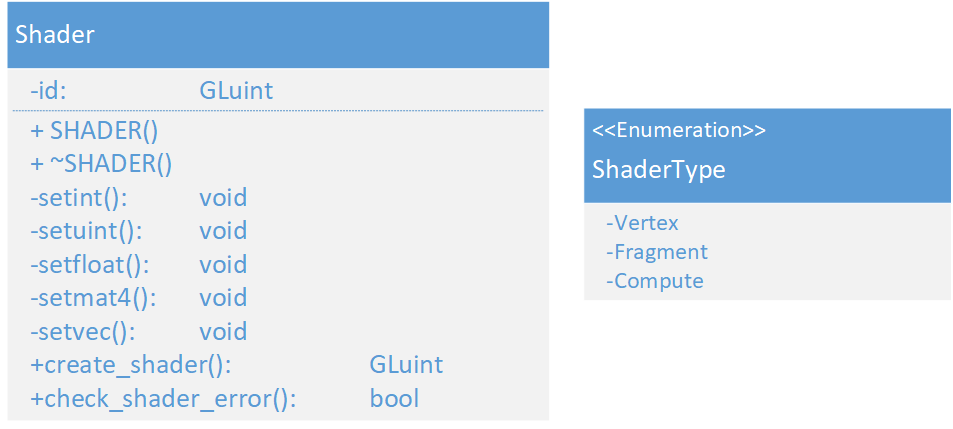 Shader
-id: GLuint
+ SHADER()
+ ~SHADER()
-setint(): void
-setuint(): void
-setfloat(): void
-setmat4(): void
-setvec(): void
+create_shader(): GLuint
+check_shader_error(): bool
<<Enumeration>>
ShaderType
-Vertex
-Fragment
-Compute